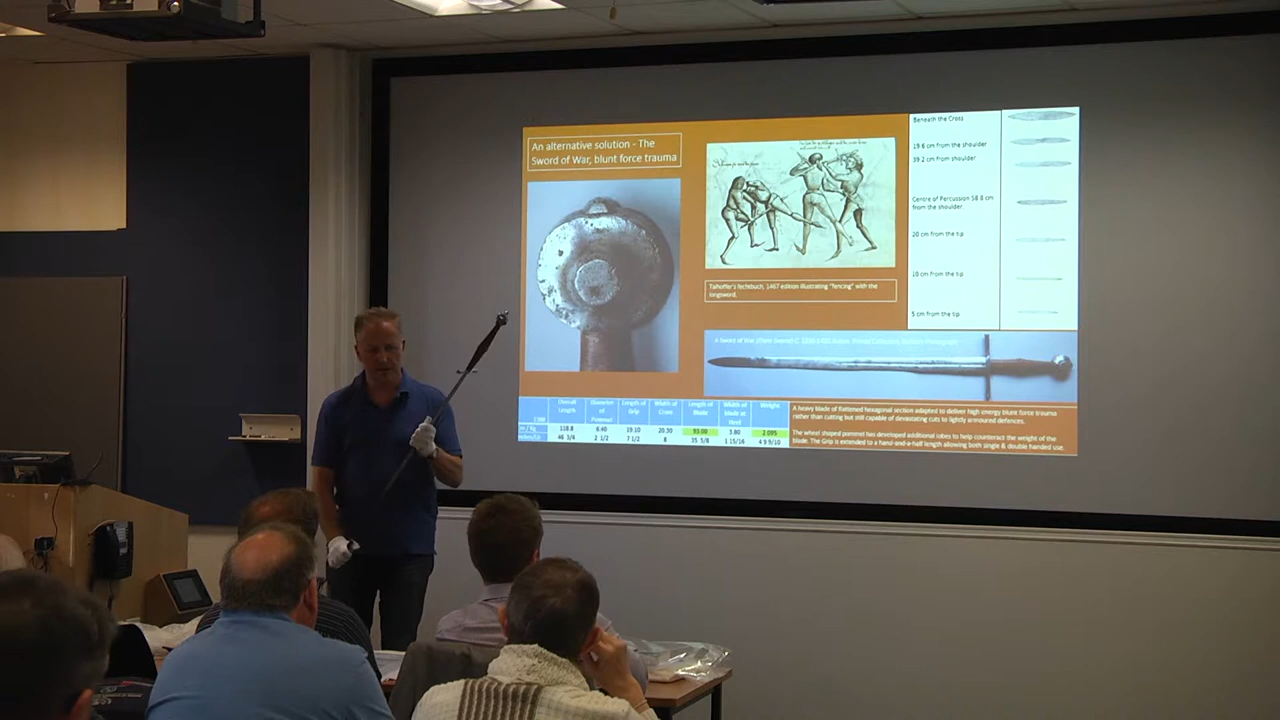 An alternative solution - The
Sword of War, blunt force trauma
Talhoffer's fechtbuch, 1467 edition illustrating "fencing" with the
longsword.
Beneath the Cross
19.6 cm from the shoulder
39.2 cm from shoulder
Centre of Percussion 58.8 cm
from the shoulder.
20 cm from the tip
10 cm from the tip
5 cm from the tip
A Sword of War
Overall Length
Diameter of Pommel
Length of Grip
Width of Cross
Length of Blade
Width of blade at
Weight
118.8 6.40 19.10 20.30 93.00 3.80 2.095
46 3/4 2 1/2 7 1/2 8 35 5/8 1 15/16 4 9 9/10
A heavy blade of flattened hexagonal section adapted to deliver high energy blunt force trauma
rather than cutting but still capable of devastating cuts to lightly armoured defences.
The wheel shaped pommel has developed additional lobes to help counteract the weight of the
blade. The Grip is extended to a hand-and-a-half length allowing both single & double handed use.